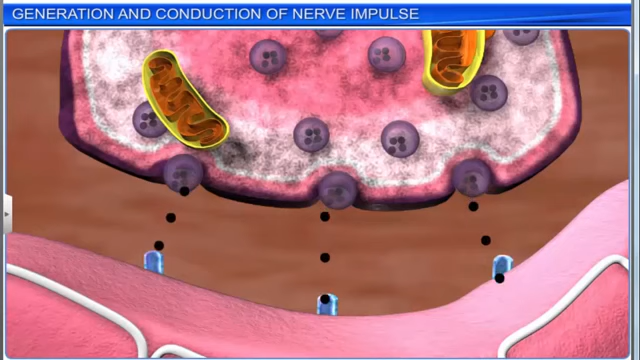 GENERATION AND CONDUCTION OF NERVE IMPULSE